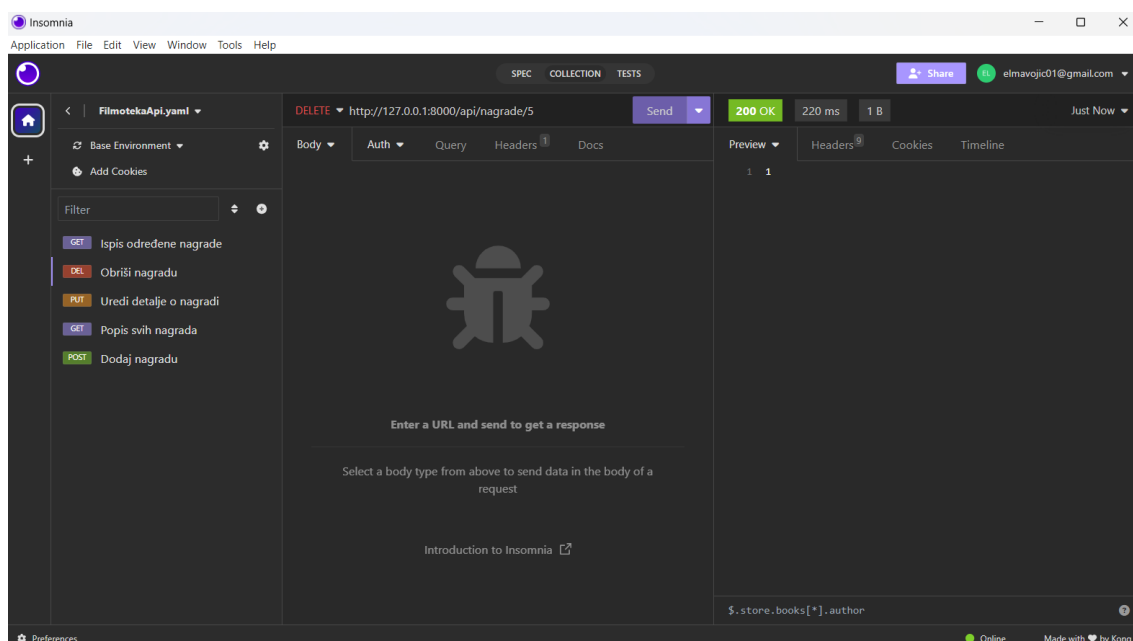 Insomnia
Application File Edit View Window Tools Help
SPEC COLLECTION TESTS
Share
EL
elmavojic01@gmail.com
FilmotekaApi.yaml
Base Environment
Add Cookies
Filter
GET Ispis određene nagrade
DEL Obriši nagradu
PUT Uredi detalje o nagradi
GET Popis svih nagrada
POST Dodaj nagradu
DELETE http://127.0.0.1:8000/api/nagrade/5 Send
Body Auth Query Headers 1 Docs
Enter a URL and send to get a response
Select a body type from above to send data in the body of a
request
Introduction to Insomnia
200 OK 220 ms 1 B Just Now
Preview Headers 9 Cookies Timeline
1 1
$.store.books[*].author
Preferences
Online Made with by Kong